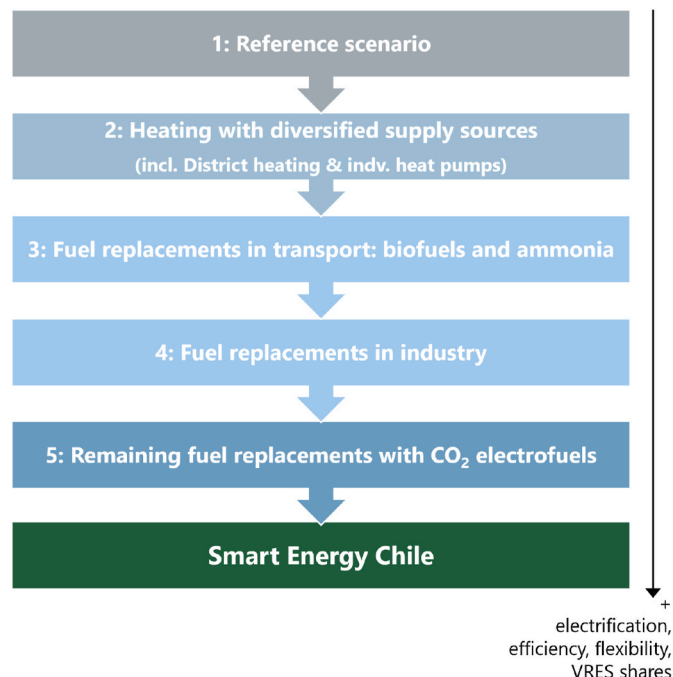 1: Reference scenario
2: Heating with diversified supply sources
(incl. District heating & indv. heat pumps)
3: Fuel replacements in transport: biofuels and ammonia
4: Fuel replacements in industry
5: Remaining fuel replacements with CO₂ electrofuels
Smart Energy Chile
+
electrification,
efficiency, flexibility,
VRES shares